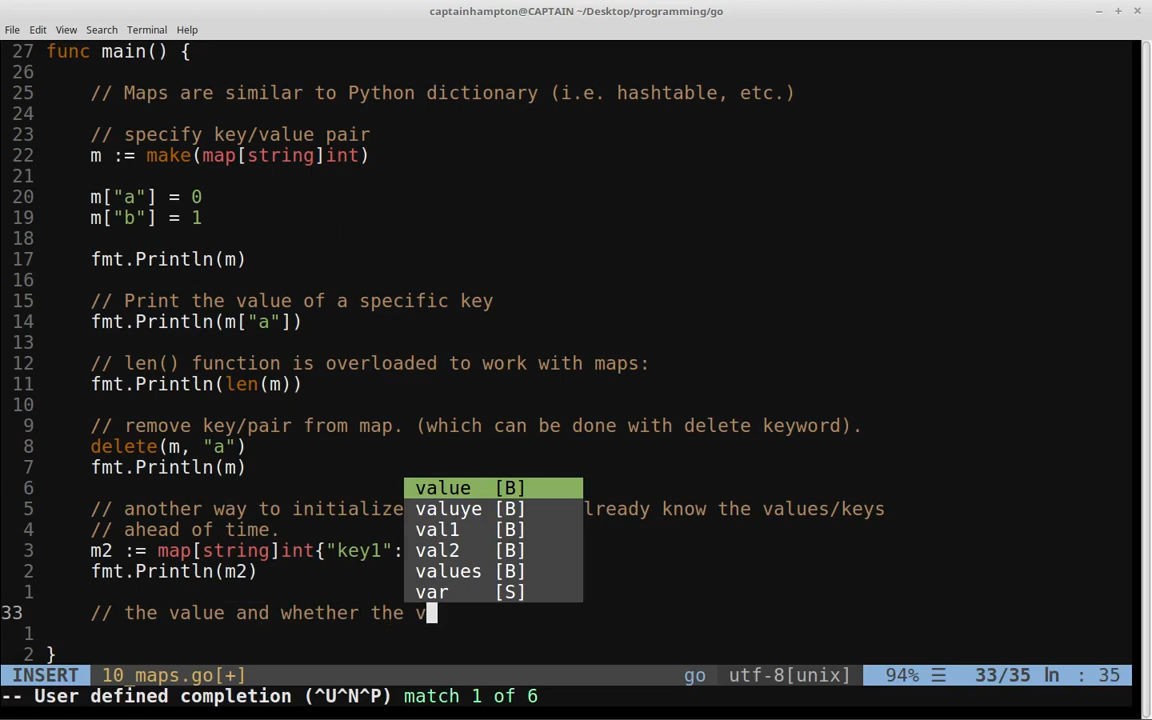 captainhampton@CAPTAIN ~/Desktop/programming/go
File Edit View Search Terminal Help
27 func main() {
26
25 // Maps are similar to Python dictionary (i.e. hashtable, etc.)
24
23 // specify key/value pair
22 m := make(map[string]int)
21
20 m["a"] = 0
19 m["b"] = 1
18
17 fmt.Println(m)
16
15 // Print the value of a specific key
14 fmt.Println(m["a"])
13
12 // len() function is overloaded to work with maps:
11 fmt.Println(len(m))
10
9 // remove key/pair from map. (which can be done with delete keyword).
8 delete(m, "a")
7 fmt.Println(m)
6 value [B]
5 // another way to initialize valuye [B] lready know the values/keys
4 // ahead of time. val1 [B]
3 m2 := map[string]int{"key1": val2 [B]
2 fmt.Println(m2) values [B]
1 var [S]
33 // the value and whether the v
1
2 }
INSERT 10 maps.go[+] go utf-8[unix] 94% ☰ 33/35 ln : 35
-- User defined completion (^U^N^P) match 1 of 6